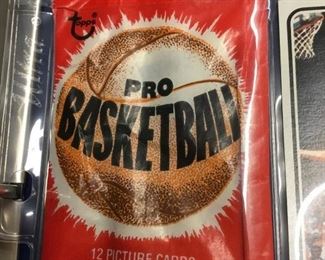 topps
PRO
BASKETBALL
12 PICTURE CARDS